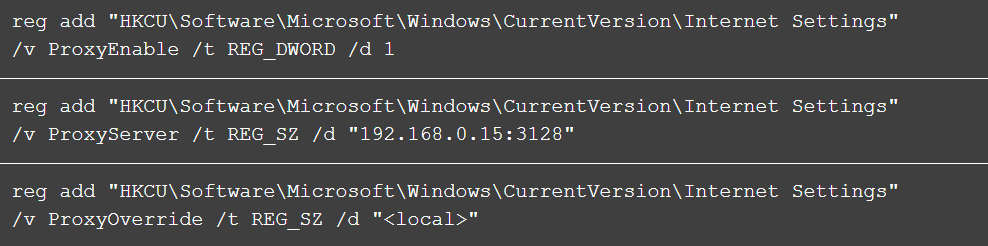 reg add "HKCU\Software\Microsoft\Windows\CurrentVersion\Internet Settings"
/v ProxyEnable /t REG_DWORD /d 1
reg add "HKCU\Software\Microsoft\Windows\CurrentVersion\Internet Settings"
/v ProxyServer /t REG_SZ /d "192.168.0.15:3128"
reg add "HKCU\Software\Microsoft\Windows\CurrentVersion\Internet Settings"
/v ProxyOverride /t REG_SZ /d "<local>"